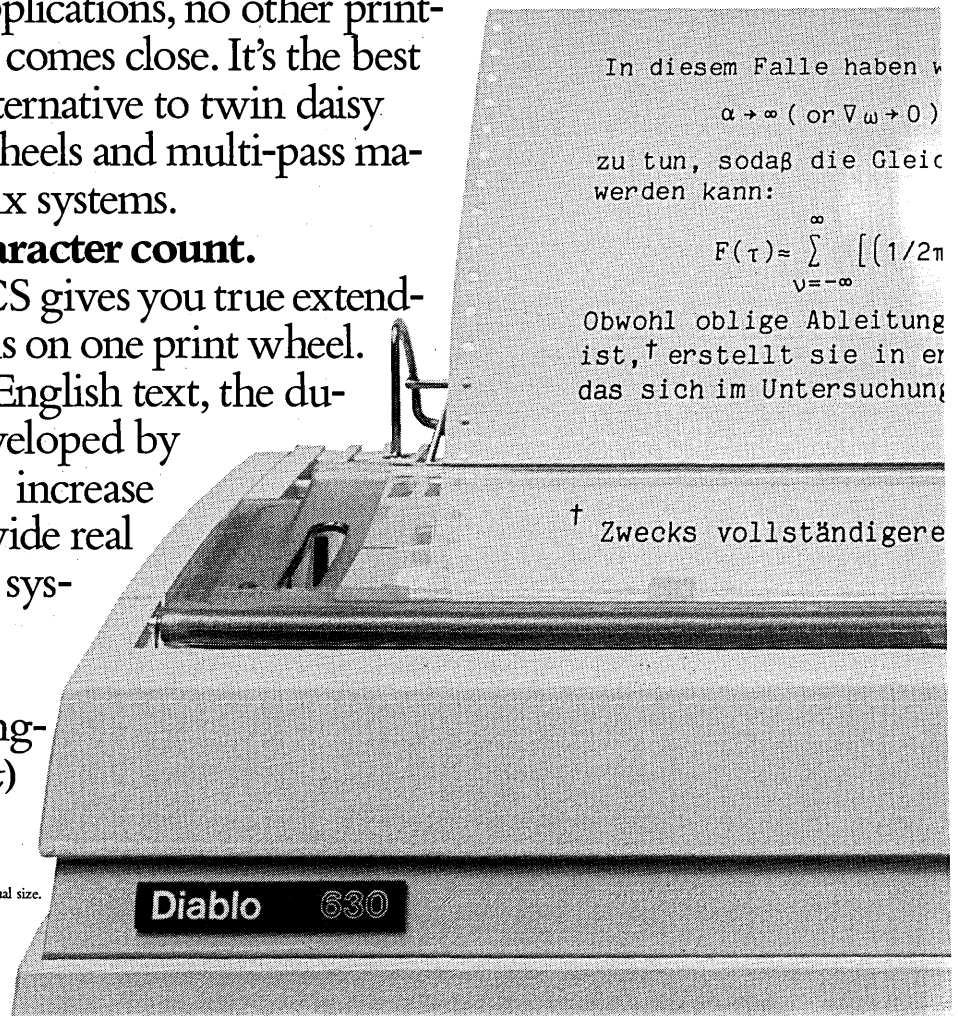 plications, no other print-
comes close. It's the best
ternative to twin daisy
heels and multi-pass ma-
x systems.
aracter count.
CS gives you true extend-
s on one print wheel.
English text, the du-
veloped by
increase
vide real
sys-
ng-
)
al size.
In diesem Falle haben w
α → ∞ ( or ∇ ω → 0 )
zu tun, sodaß die Gleic
werden kann:
∞
F(τ)≈ ∑ [(1/2π
ν=-∞
Obwohl oblige Ableitung
ist,† erstellt sie in er
das sich im Untersuchung
† Zwecks vollständigere
Diablo 630